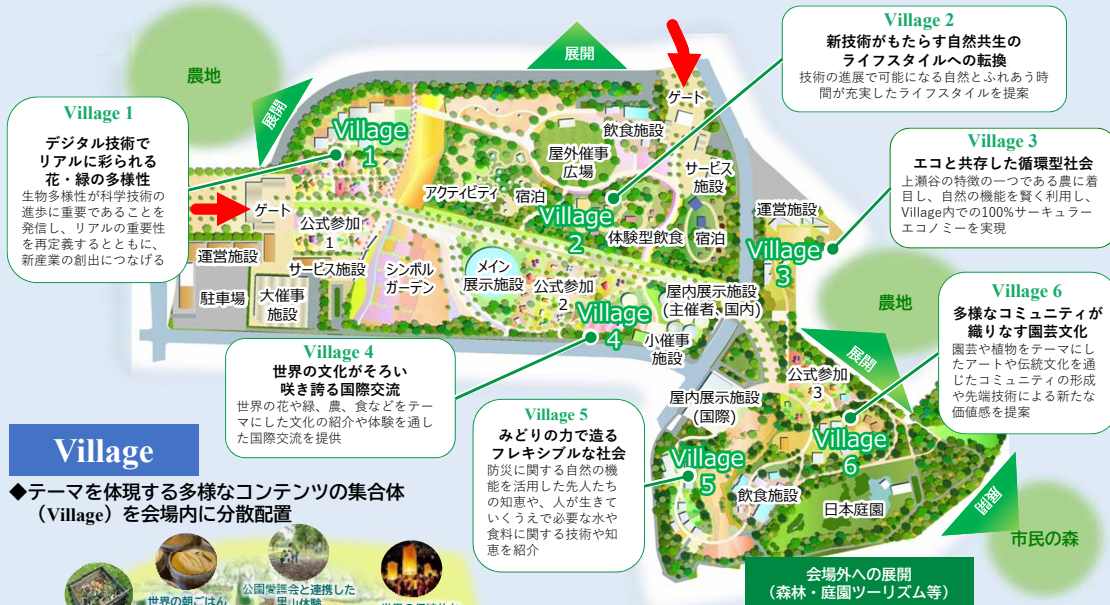 Village 2
新技術がもたらす自然共生の
ライフスタイルへの転換
技術の進展で可能になる自然とふれあう時
間が充実したライフスタイルを提案
展開
農地
ゲート
Village 1
デジタル技術で
リアルに彩られる
花・緑の多様性
生物多様性が科学技術の
進歩に重要であることを
発信し、リアルの重要性
を再定義するとともに、
新産業の創出につなげる
展開
Village
1
飲食施設
屋外催事
広場
サービス
施設
Village 3
エコと共存した循環型社会
上瀬谷の特徴の一つである農に着
目し、自然の機能を賢く利用し、
Village内での100%サーキュラー
エコノミーを実現
アクティビティ
宿泊
Village
2
体験型飲食
宿泊
運営施設
Village
3
ゲート
公式参加
1
運営施設
サービス施設
駐車場
大催事
施設
シンボル
ガーデン
メイン
展示施設
公式参加
2
Village
4
屋内展示施設
(主催者、国内)
小催事
施設
農地
Village 6
多様なコミュニティが
織りなす園芸文化
園芸や植物をテーマにし
たアートや伝統文化を通
じたコミュニティの形成
や先端技術による新たな
価値感を提案
展開
Village 4
世界の文化がそろい
咲き誇る国際交流
世界の花や緑、農、食などをテー
マにした文化の紹介や体験を通し
た国際交流を提供
公式参加
3
屋内展示施設
(国際)
Village
6
Village 5
みどりの力で造る
フレキシブルな社会
防災に関する自然の機
能を活用した先人たち
の知恵や、人が生きて
いくうえで必要な水や
食料に関する技術や知
恵を紹介
Village
5
飲食施設
日本庭園
展開
市民の森
Village
◆テーマを体現する多様なコンテンツの集合体
（Village）を会場内に分散配置
世界の朝ごはん
公園愛護会と連携した
里山体験
会場外への展開
（森林・庭園ツーリズム等）